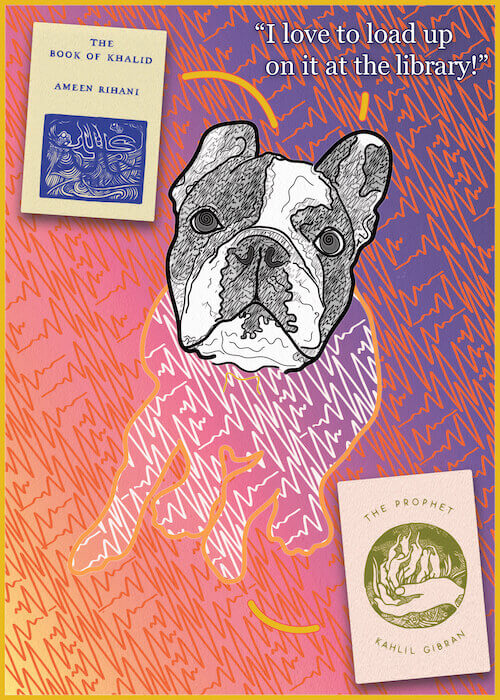 THE
BOOK OF KHALID
AMEEN RIHANI
“I love to load up
on it at the library!”
THE PROPHET
KAHLIL GIBRAN